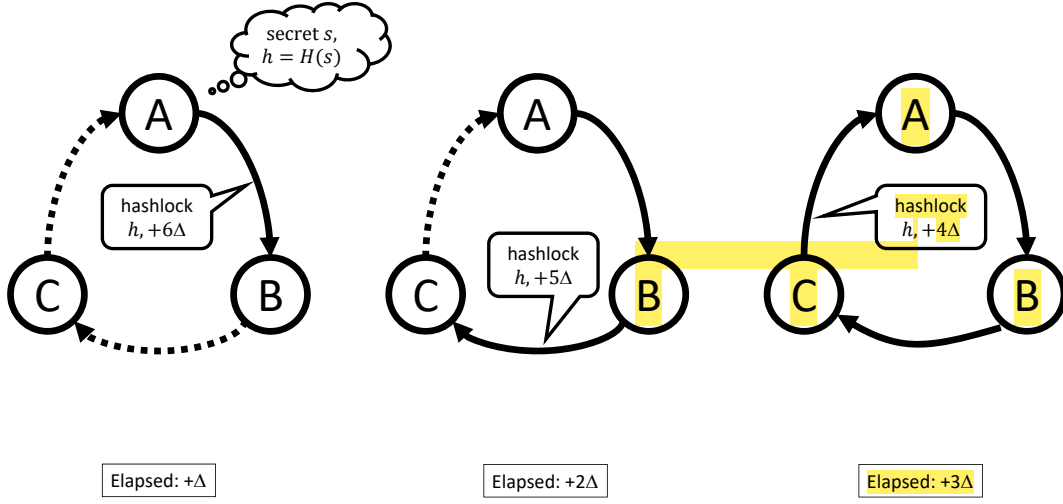 secret s,
h = H(s)
A
hashlock
h, +6Δ
C
B
Elapsed: +Δ
A
hashlock
h, +5Δ
C
B
Elapsed: +2Δ
A
hashlock
h, +4Δ
C
B
Elapsed: +3Δ